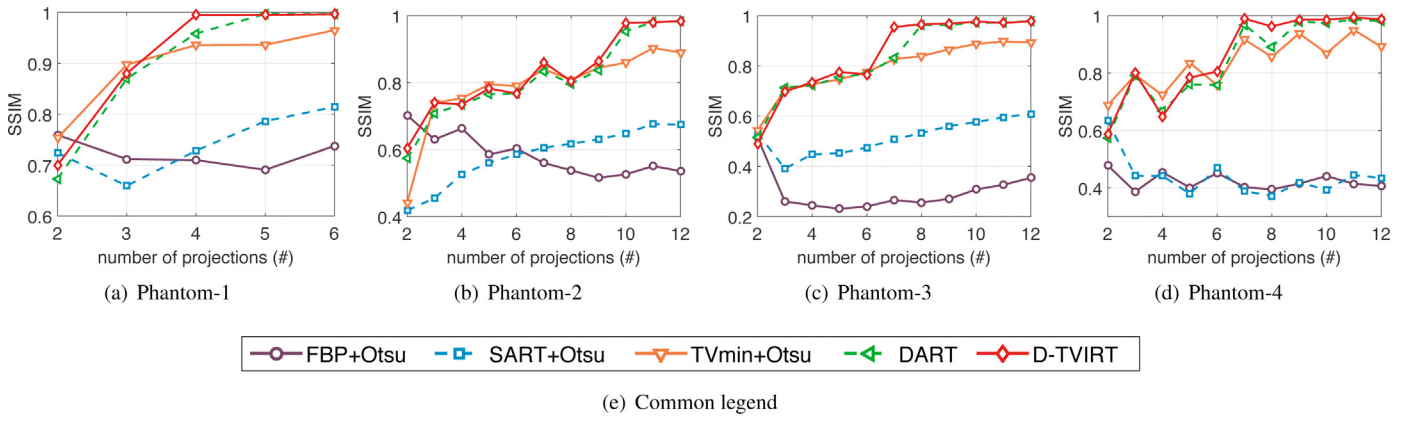 SSIM
1.1
1
0.9
0.8
0.7
0.6
2 3 4 5 6
number of projections (#)
(a) Phantom-1
SSIM
1
0.8
0.6
0.4
2 4 6 8 10 12
number of projections (#)
(b) Phantom-2
SSIM
1
0.8
0.6
0.4
0.2
2 4 6 8 10 12
number of projections (#)
(c) Phantom-3
SSIM
1
0.8
0.6
0.4
2 4 6 8 10 12
number of projections (#)
(d) Phantom-4
FBP+Otsu SART+Otsu TVmin+Otsu DART D-TVIRT
(e) Common legend